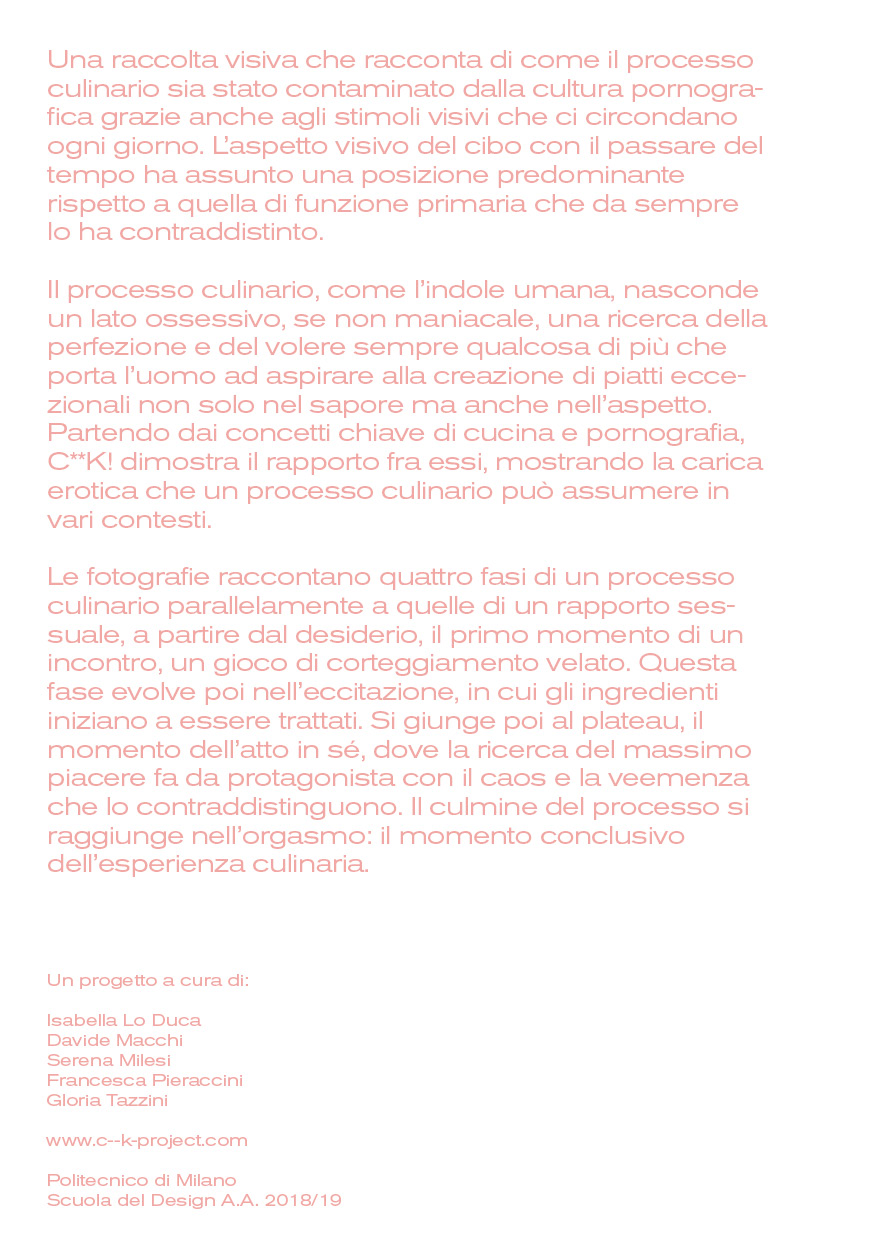 Una raccolta visiva che racconta di come il processo
culinario sia stato contaminato dalla cultura pornogra-
fica grazie anche agli stimoli visivi che ci circondano
ogni giorno. L’aspetto visivo del cibo con il passare del
tempo ha assunto una posizione predominante
rispetto a quella di funzione primaria che da sempre
lo ha contraddistinto.

Il processo culinario, come l’indole umana, nasconde
un lato ossessivo, se non maniacale, una ricerca della
perfezione e del volere sempre qualcosa di più che
porta l’uomo ad aspirare alla creazione di piatti ecce-
zionali non solo nel sapore ma anche nell’aspetto.
Partendo dai concetti chiave di cucina e pornografia,
C**K! dimostra il rapporto fra essi, mostrando la carica
erotica che un processo culinario può assumere in
vari contesti.

Le fotografie raccontano quattro fasi di un processo
culinario parallelamente a quelle di un rapporto ses-
suale, a partire dal desiderio, il primo momento di un
incontro, un gioco di corteggiamento velato. Questa
fase evolve poi nell’eccitazione, in cui gli ingredienti
iniziano a essere trattati. Si giunge poi al plateau, il
momento dell’atto in sé, dove la ricerca del massimo
piacere fa da protagonista con il caos e la veemenza
che lo contraddistinguono. Il culmine del processo si
raggiunge nell’orgasmo: il momento conclusivo
dell’esperienza culinaria.

Un progetto a cura di:

Isabella Lo Duca
Davide Macchi
Serena Milesi
Francesca Pieraccini
Gloria Tazzini

www.c--k-project.com

Politecnico di Milano
Scuola del Design A.A. 2018/19